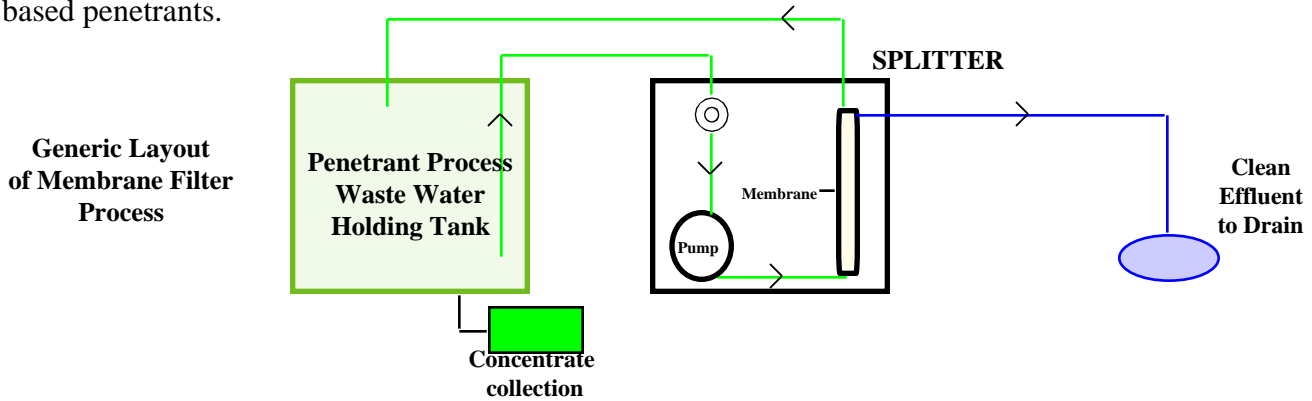 based penetrants.
SPLITTER
Generic Layout
of Membrane Filter
Process
Penetrant Process
Waste Water
Holding Tank
Membrane
Pump
Clean
Effluent
to Drain
Concentrate
collection